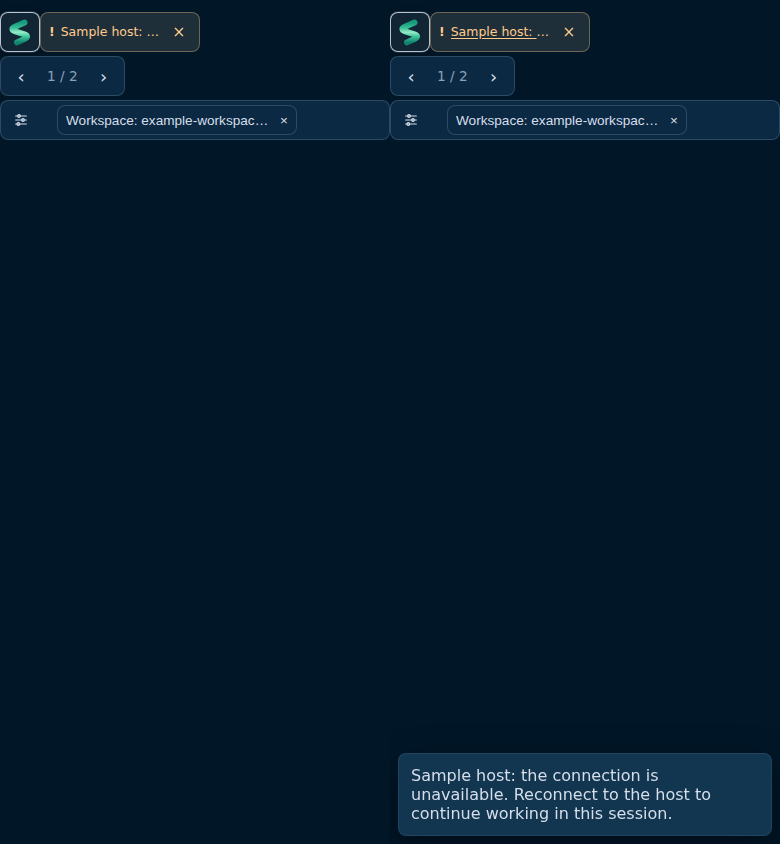 ! Sample host: … ×
‹ 1 / 2 ›
Workspace: example-workspac… ×
! Sample host: … ×
‹ 1 / 2 ›
Workspace: example-workspac… ×
Sample host: the connection is
unavailable. Reconnect to the host to
continue working in this session.